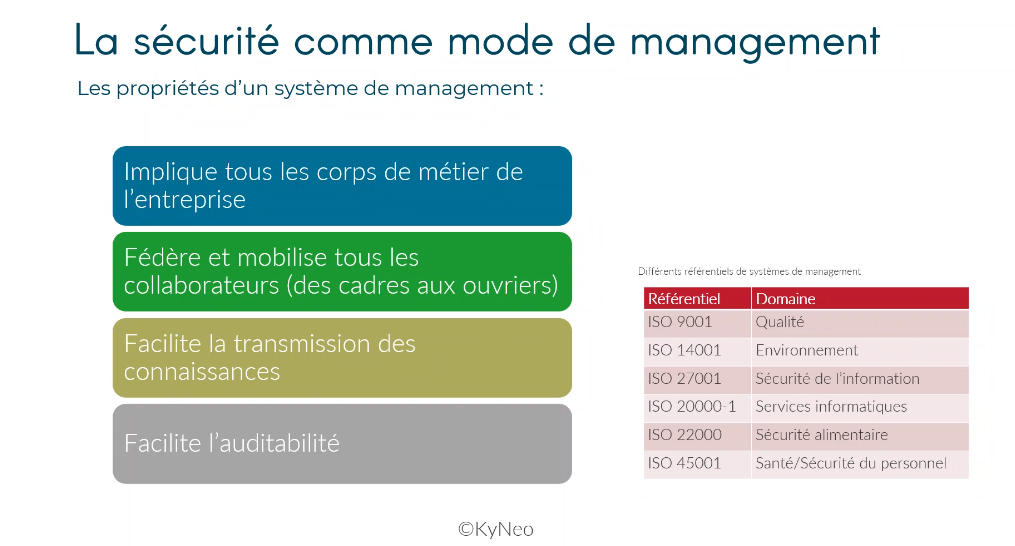 La sécurité comme mode de management
Les propriétés d'un système de management :
Implique tous les corps de métier de
l'entreprise
Fédère et mobilise tous les
collaborateurs (des cadres aux ouvriers)
Facilite la transmission des
connaissances
Facilite l'auditabilité
Différents référentiels de systèmes de management
Référentiel Domaine
ISO 9001 Qualité
ISO 14001 Environnement
ISO 27001 Sécurité de l'information
ISO 20000-1 Services informatiques
ISO 22000 Sécurité alimentaire
ISO 45001 Santé/Sécurité du personnel
©KyNeo